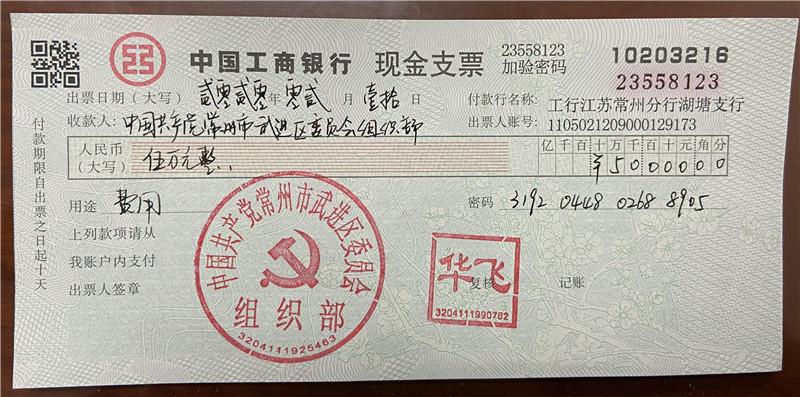 中国工商银行 现金支票
23558123
加验密码
10203216
23558123
出票日期（大写） 贰零贰零 年 零贰 月 壹拾 日
付款行名称： 工行江苏常州分行湖塘支行
收款人： 中国共产党常州市武进区委员会组织部
出票人账号： 1105021209000129173
人民币
（大写） 伍万元整
亿 千 百 十 万 千 百 十 元 角 分
¥ 5 0 0 0 0 0 0
用途 费用
密码 3192 0448 0268 8905
上列款项请从
我账户内支付
出票人签章
复核 记账
付款期限自出票之日起十天
中国共产党常州市武进区委员会
组织部
3204111925463
华飞
3204111990762